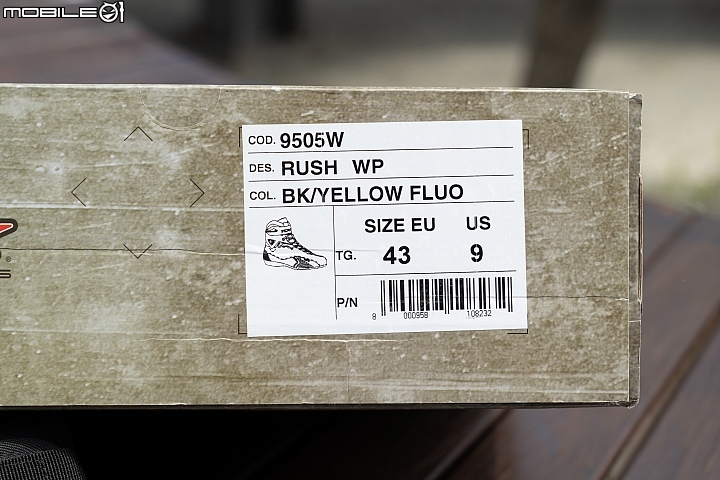 MOBILE01
COD. 9505W
DES. RUSH WP
COL. BK/YELLOW FLUO
SIZE EU US
TG. 43 9
P/N
8 000958 108232